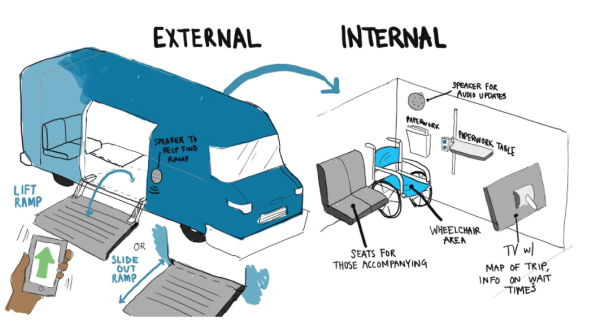 EXTERNAL
INTERNAL
SPEAKER TO
HELP FIND
RAMP
LIFT
RAMP
OR
SLIDE
OUT
RAMP
SPEAKER FOR
AUDIO UPDATES
PAPERWORK
PAPERWORK TABLE
WHEELCHAIR
AREA
SEATS FOR
THOSE ACCOMPANYING
TV W/
MAP OF TRIP,
INFO ON WAIT
TIMES